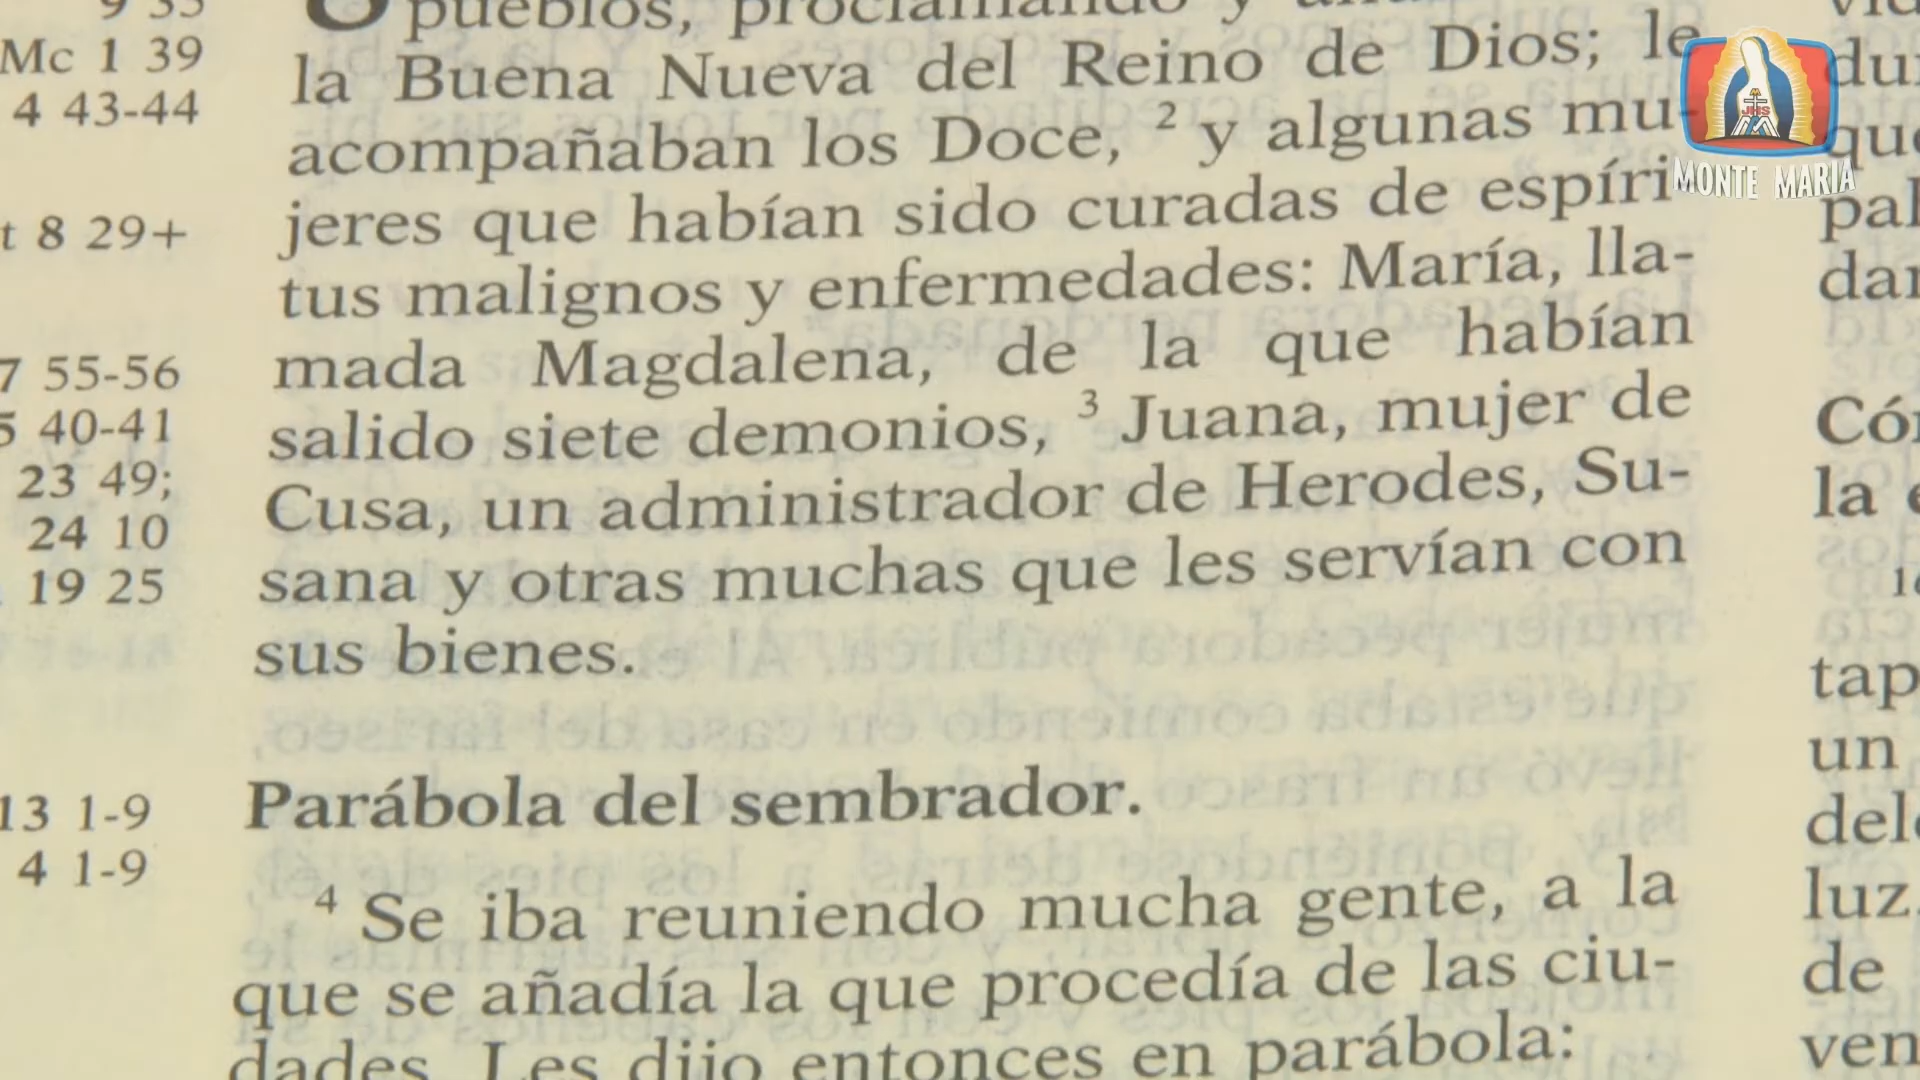 9 35
Mc 1 39
4 43-44
t 8 29+
7 55-56
5 40-41
23 49;
24 10
19 25
13 1-9
4 1-9
pueblos, proclamando y
la Buena Nueva del Reino de Dios; le
acompañaban los Doce, 2 y algunas mu-
jeres que habían sido curadas de espíri-
tus malignos y enfermedades: María, lla-
mada Magdalena, de la que habían
salido siete demonios, 3 Juana, mujer de
Cusa, un administrador de Herodes, Su-
sana y otras muchas que les servían con
sus bienes.
Parábola del sembrador.
4 Se iba reuniendo mucha gente, a la
que se añadía la que procedía de las ciu-
dades. Les dijo entonces en parábola:
JHS
MONTE MARIA
la
tap
un
luz.
de
ven